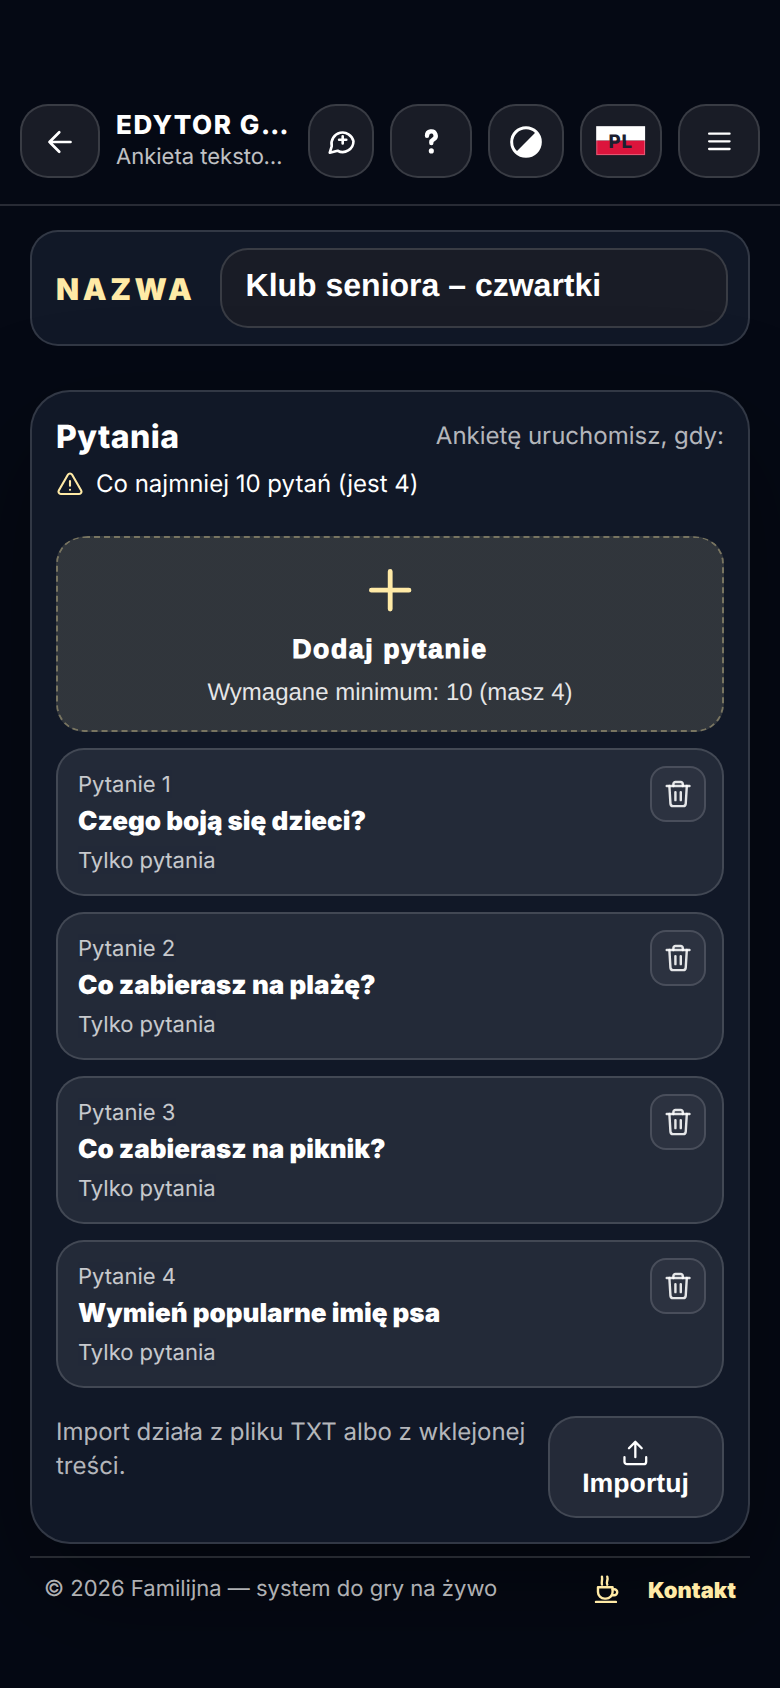 EDYTOR G...
Ankieta teksto...
PL
NAZWA
Klub seniora – czwartki
Pytania
Ankietę uruchomisz, gdy:
Co najmniej 10 pytań (jest 4)
Dodaj pytanie
Wymagane minimum: 10 (masz 4)
Pytanie 1
Czego boją się dzieci?
Tylko pytania
Pytanie 2
Co zabierasz na plażę?
Tylko pytania
Pytanie 3
Co zabierasz na piknik?
Tylko pytania
Pytanie 4
Wymień popularne imię psa
Tylko pytania
Import działa z pliku TXT albo z wklejonej
treści.
Importuj
© 2026 Familijna — system do gry na żywo
Kontakt